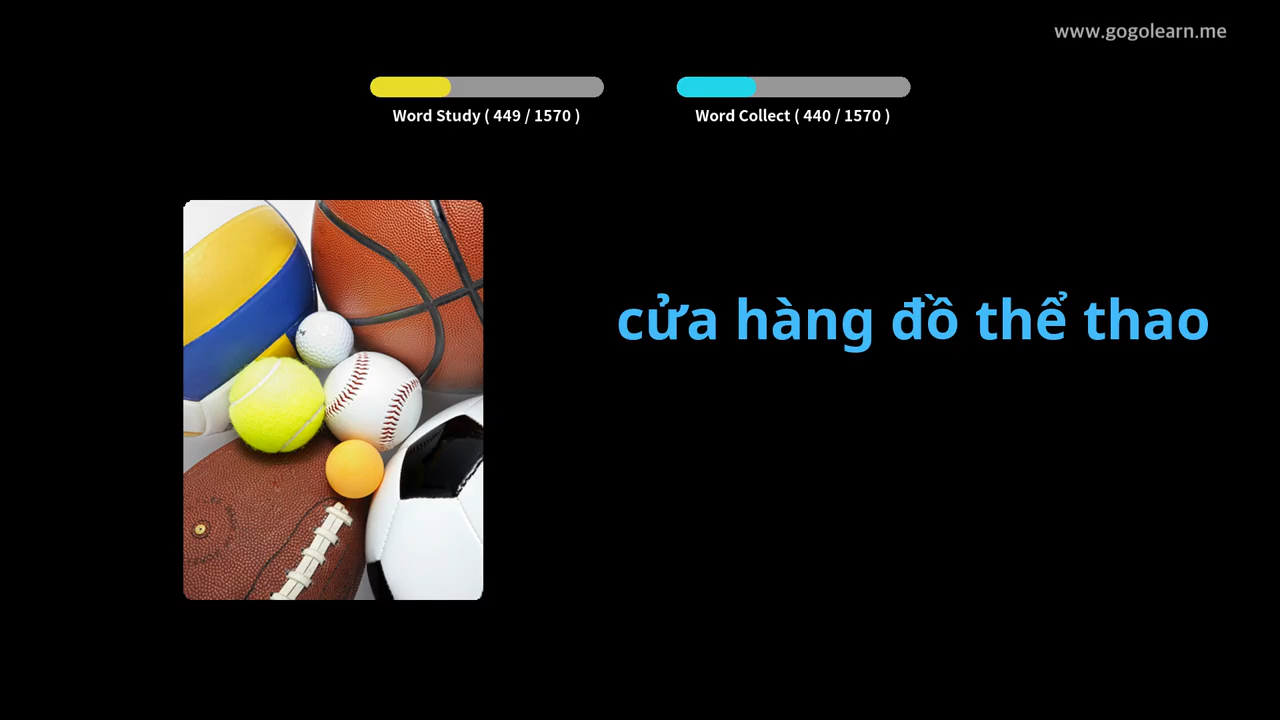 www.gogolearn.me
Word Study ( 449 / 1570 )
Word Collect ( 440 / 1570 )
cửa hàng đồ thể thao